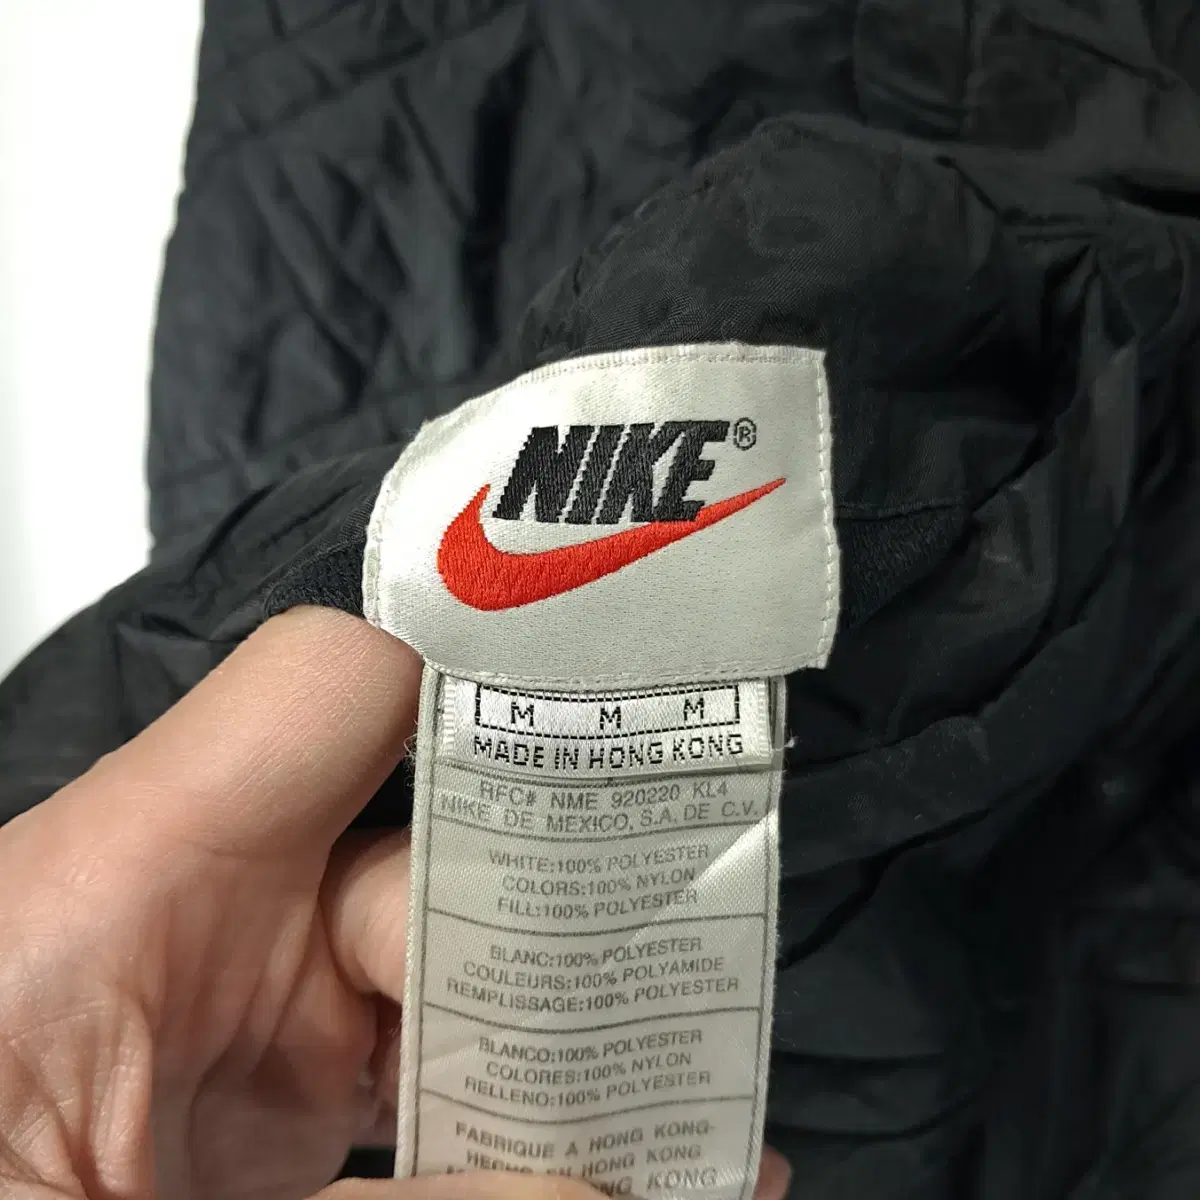 NIKE®
M M M
MADE IN HONG KONG
RFC# NME 920220 KL4
NIKE DE MEXICO, S.A. DE C.V.
WHITE:100% POLYESTER
COLORS:100% NYLON
FILL:100% POLYESTER
BLANC:100% POLYESTER
COULEURS:100% POLYAMIDE
REMPLISSAGE:100% POLYESTER
BLANCO:100% POLYESTER
COLORES:100% NYLON
RELLENO:100% POLYESTER
FABRIQUE A HONG KONG-
HECHO EN HONG KONG
KONG